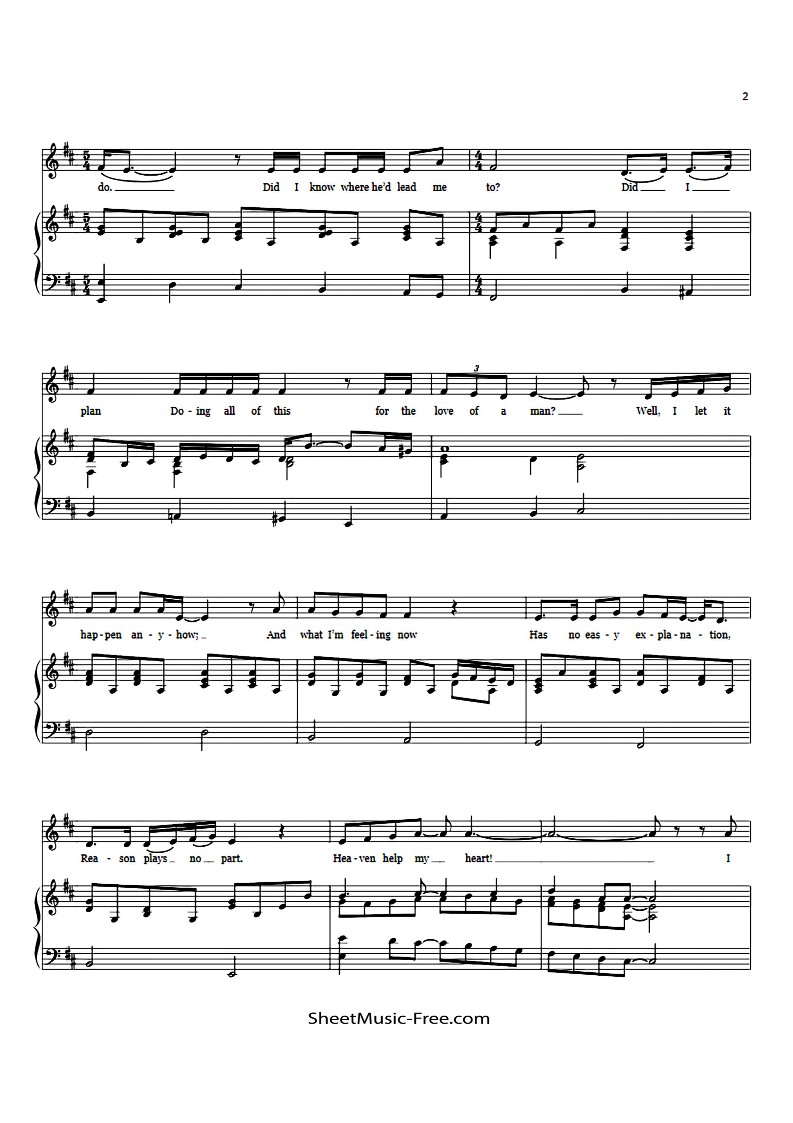 2
do. Did I know where he'd lead me to? Did I
plan Do - ing all of this for the love of a man? Well, I let it
3
hap - pen an - y - how; And what I'm feel - ing now Has no eas - y ex - pla - na - tion,
Rea - son plays no part. Hea - ven help my heart! I
SheetMusic-Free.com